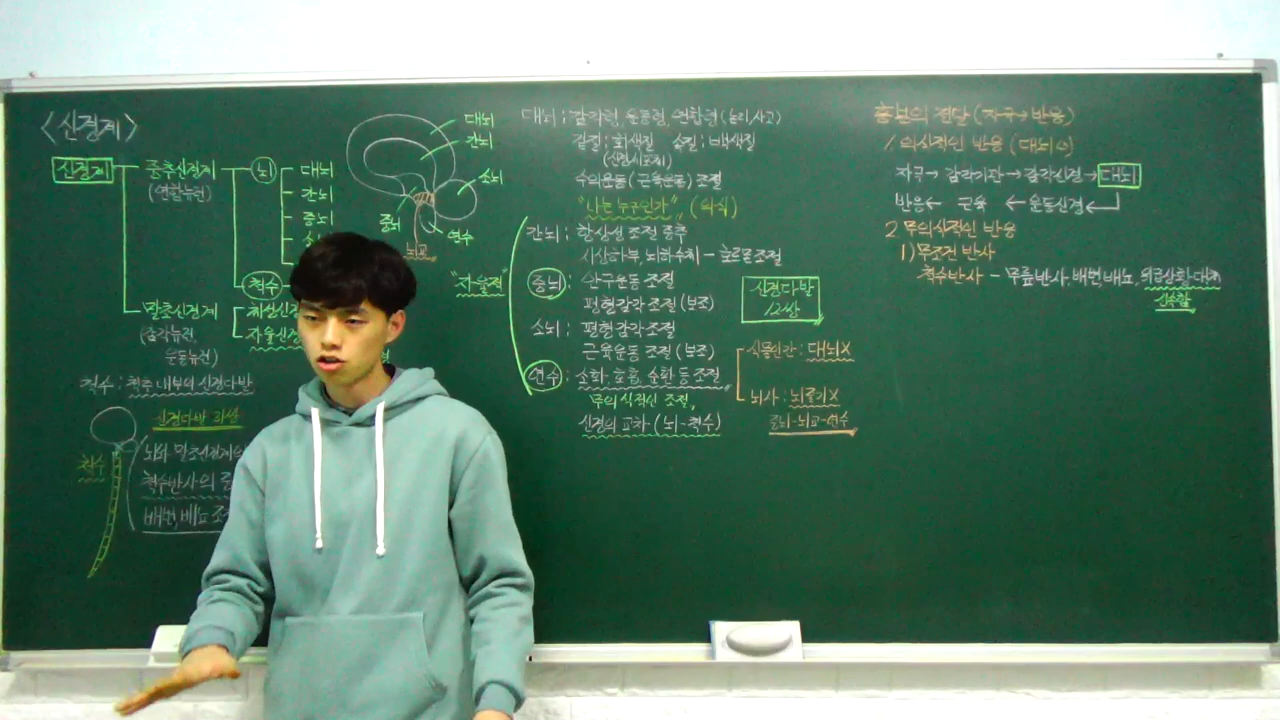 <신경계>
신경계
중추신경계
(연합뉴런)
뇌
대뇌
간뇌
중뇌
척수
말초신경계
(감각뉴런,
운동뉴런)
체성신경
자율신경
척수: 척추 내부의 신경다발
신경다발 31쌍
척수
뇌와 말초신경계의
척수반사의
배변, 배뇨 조
대뇌
간뇌
소뇌
중뇌
연수
뇌교
대뇌: 감각령, 운동령, 연합령 (논리, 사고)
겉질: 회색질 속질: 백색질
(신경세포체)
수의운동 (근육운동) 조절
"나는 누구인가" (의식)
"자율적"
간뇌: 항상성 조절 중추
시상하부, 뇌하수체 - 호르몬 조절
중뇌: 안구운동 조절
평형감각 조절 (보조)
소뇌: 평형감각 조절
근육운동 조절 (보조)
연수: 소화, 호흡, 순환 등 조절
무의식적인 조절,
신경의 교차 (뇌-척수)
신경다발
12쌍
식물인간: 대뇌X
뇌사: 뇌줄기X
중뇌-뇌교-연수
흥분의 전달 (자극→반응)
1 의식적인 반응 (대뇌 O)
자극→ 감각기관→감각신경→대뇌
반응← 근육 ←운동신경←
2 무의식적인 반응
1) 무조건 반사
척수반사 - 무릎반사, 배변, 배뇨, 위급상황 대처
신속함